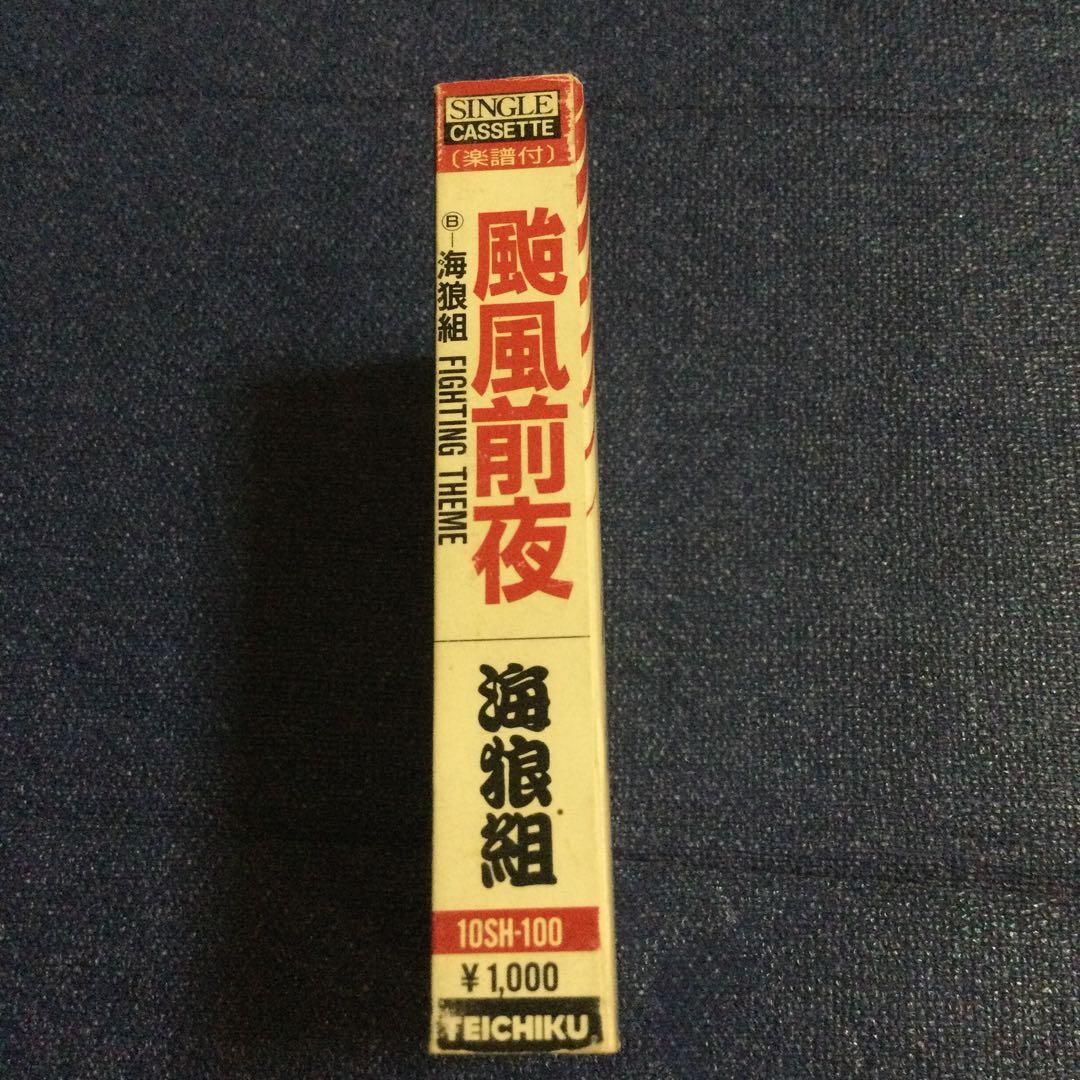 SINGLE
CASSETTE
(楽譜付)
颱風前夜
Ⓑ—海狼組 FIGHTING THEME
海狼組
10SH-100
¥1,000
TEICHIKU